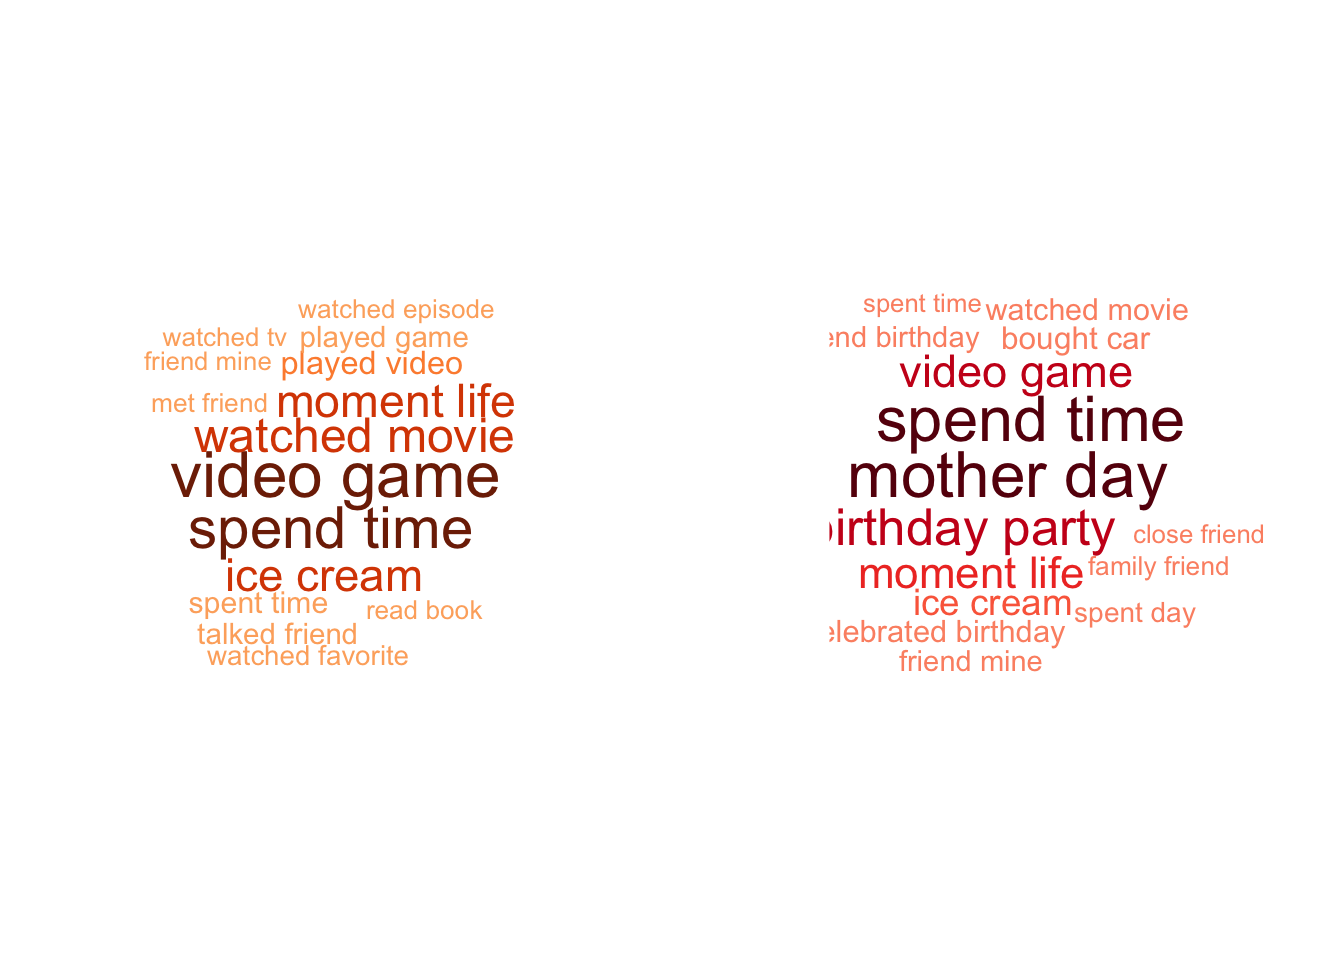 watched episode
watched tv
played game
friend mine
played video
met friend
moment life
watched movie
video game
spend time
ice cream
spent time
read book
talked friend
watched favorite
spent time
watched movie
end birthday
bought car
video game
spend time
mother day
irthday party
close friend
moment life
family friend
ice cream
spent day
elebrated birthday
friend mine